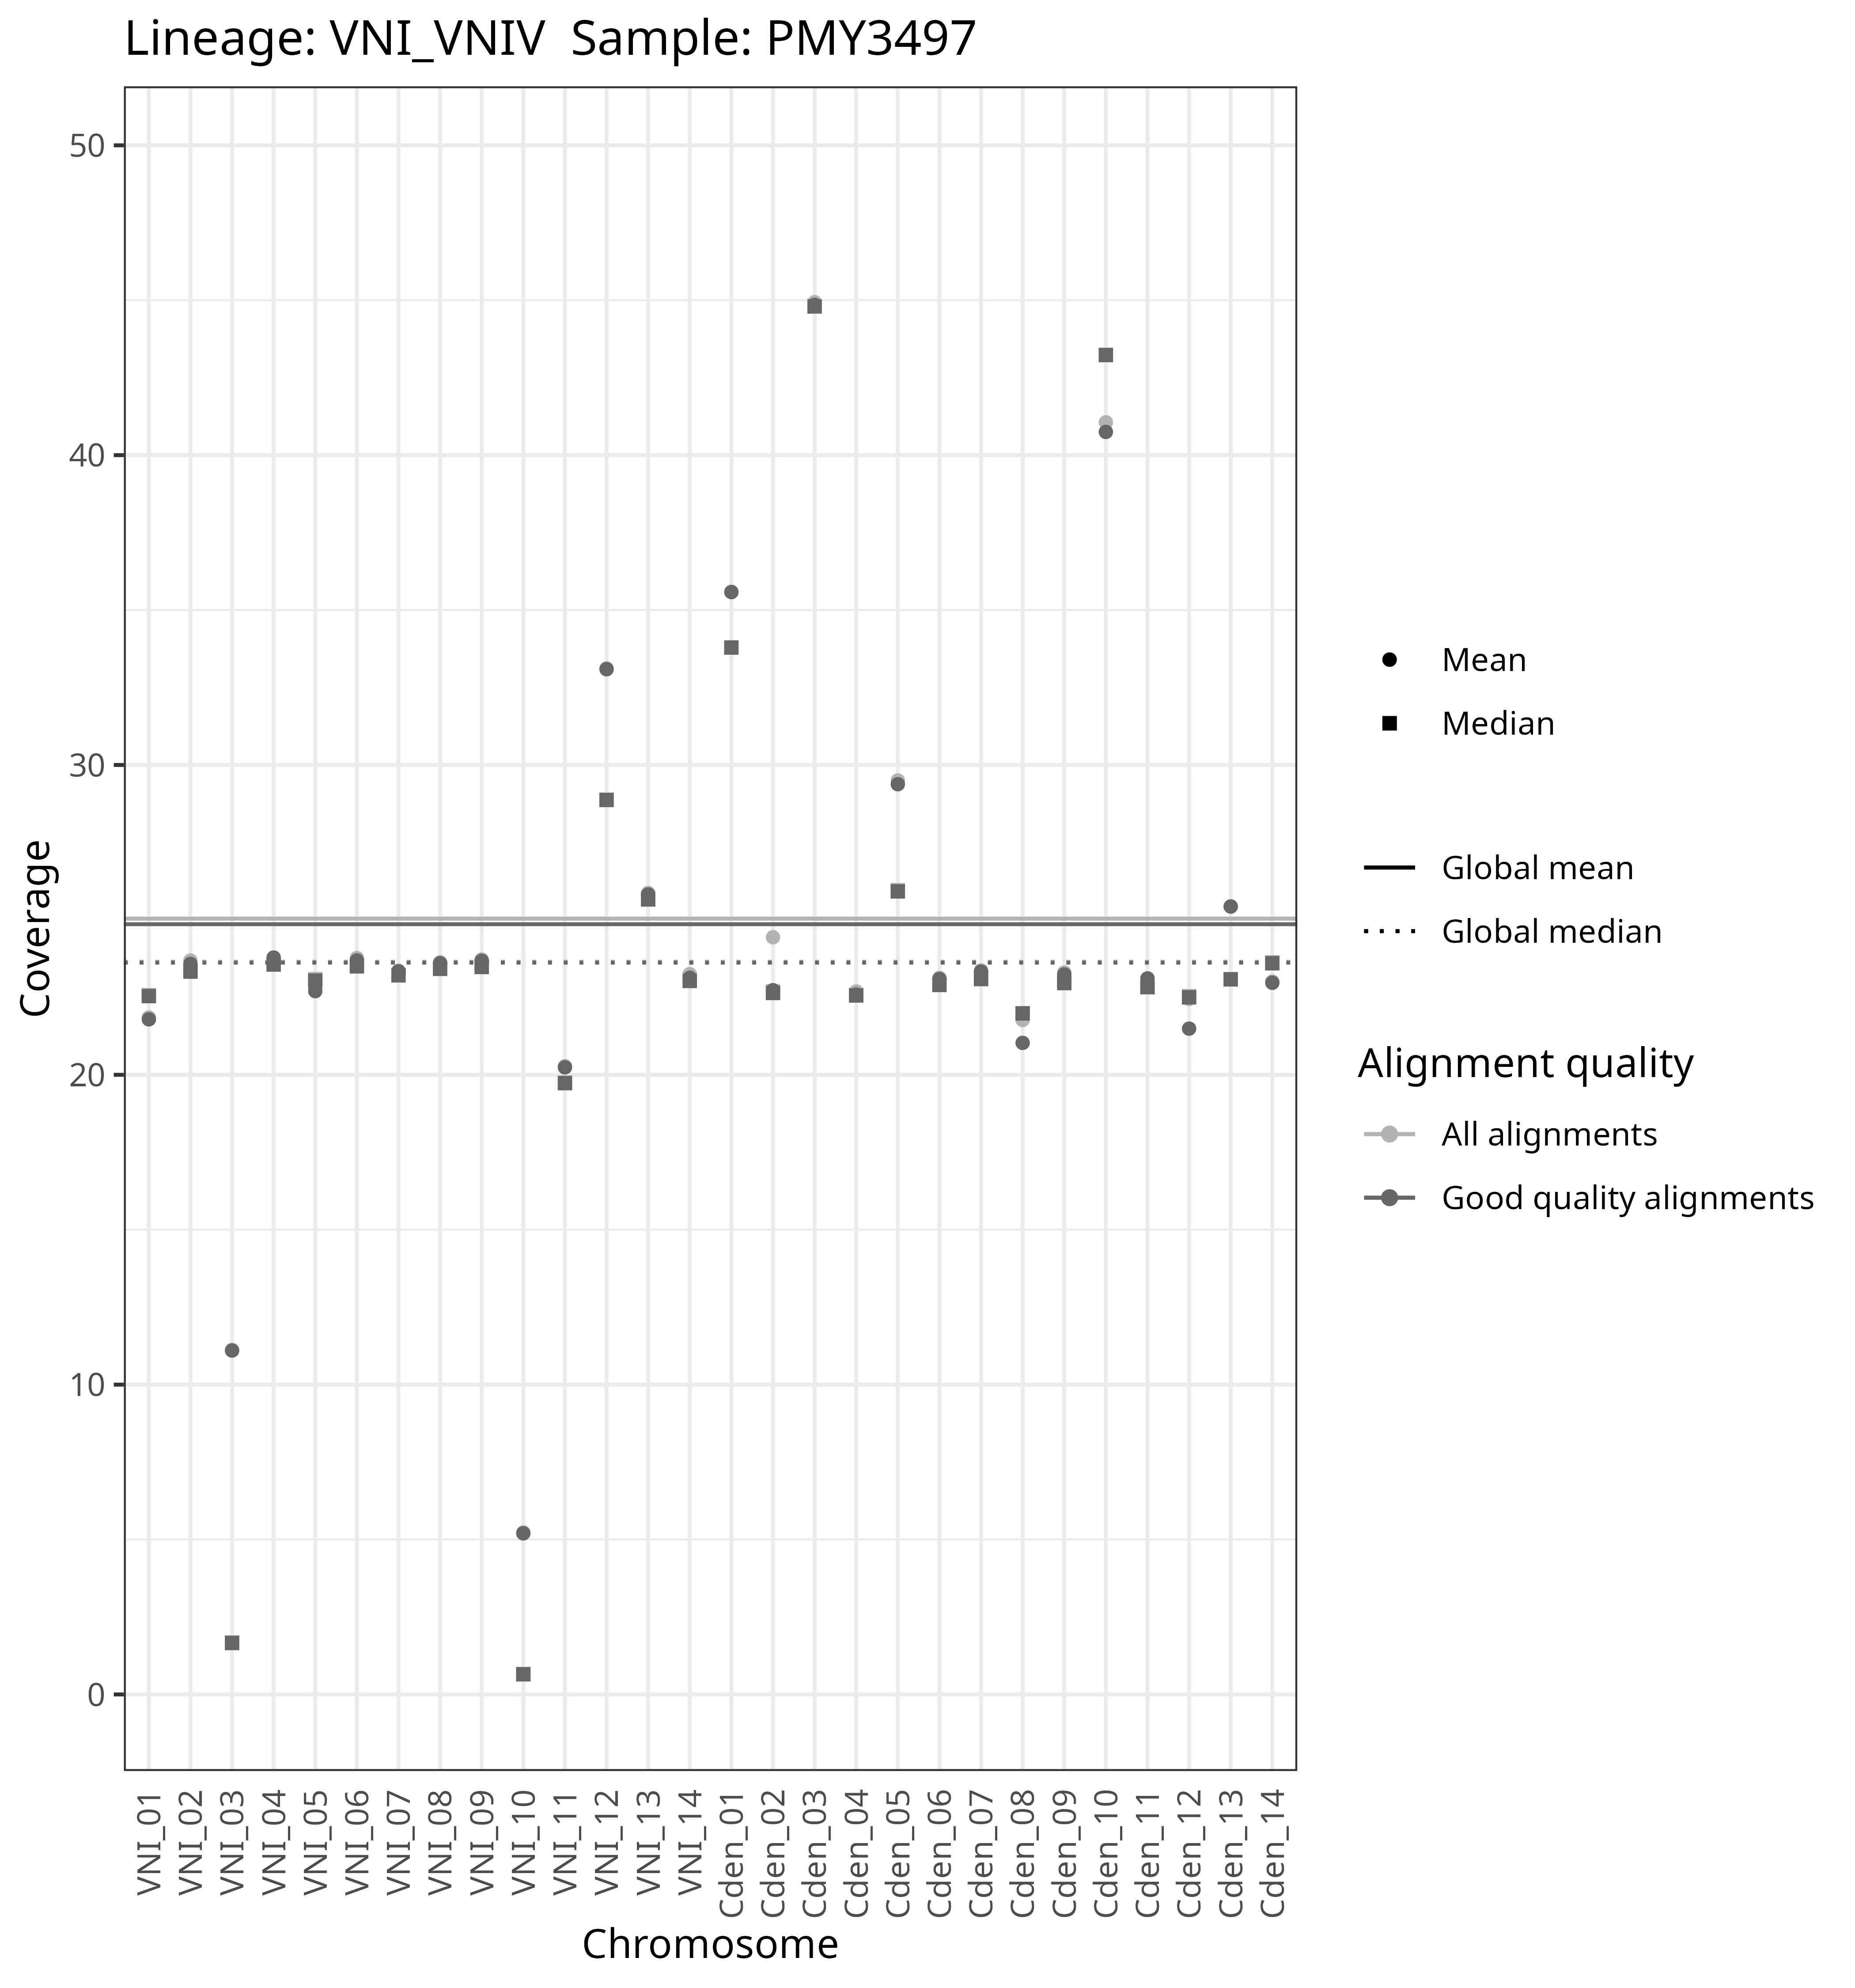 Lineage: VNI_VNIV  Sample: PMY3497
50
40
30
20
10
0
Coverage
VNI_01
VNI_02
VNI_03
VNI_04
VNI_05
VNI_06
VNI_07
VNI_08
VNI_09
VNI_10
VNI_11
VNI_12
VNI_13
VNI_14
Cden_01
Cden_02
Cden_03
Cden_04
Cden_05
Cden_06
Cden_07
Cden_08
Cden_09
Cden_10
Cden_11
Cden_12
Cden_13
Cden_14
Chromosome
Mean
Median
Global mean
Global median
Alignment quality
All alignments
Good quality alignments